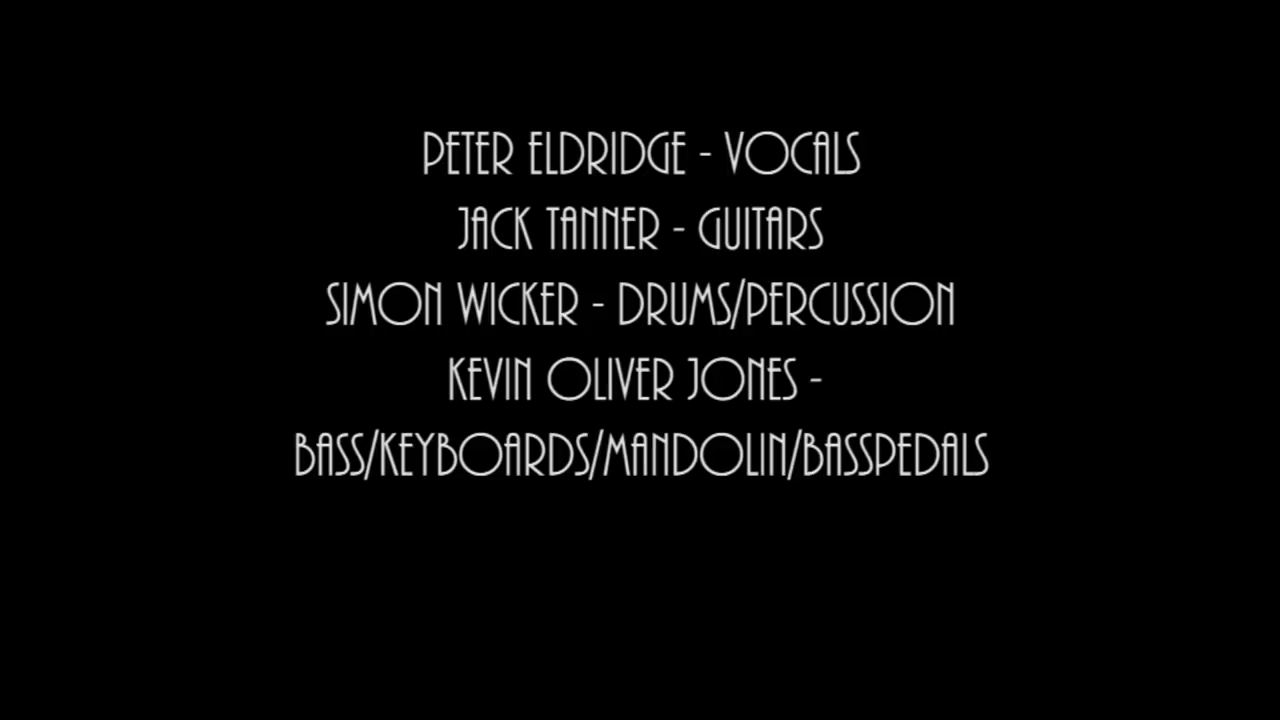 PETER ELDRIDGE - VOCALS
JACK TANNER - GUITARS
SIMON WICKER - DRUMS/PERCUSSION
KEVIN OLIVER JONES -
BASS/KEYBOARDS/MANDOLIN/BASSPEDALS